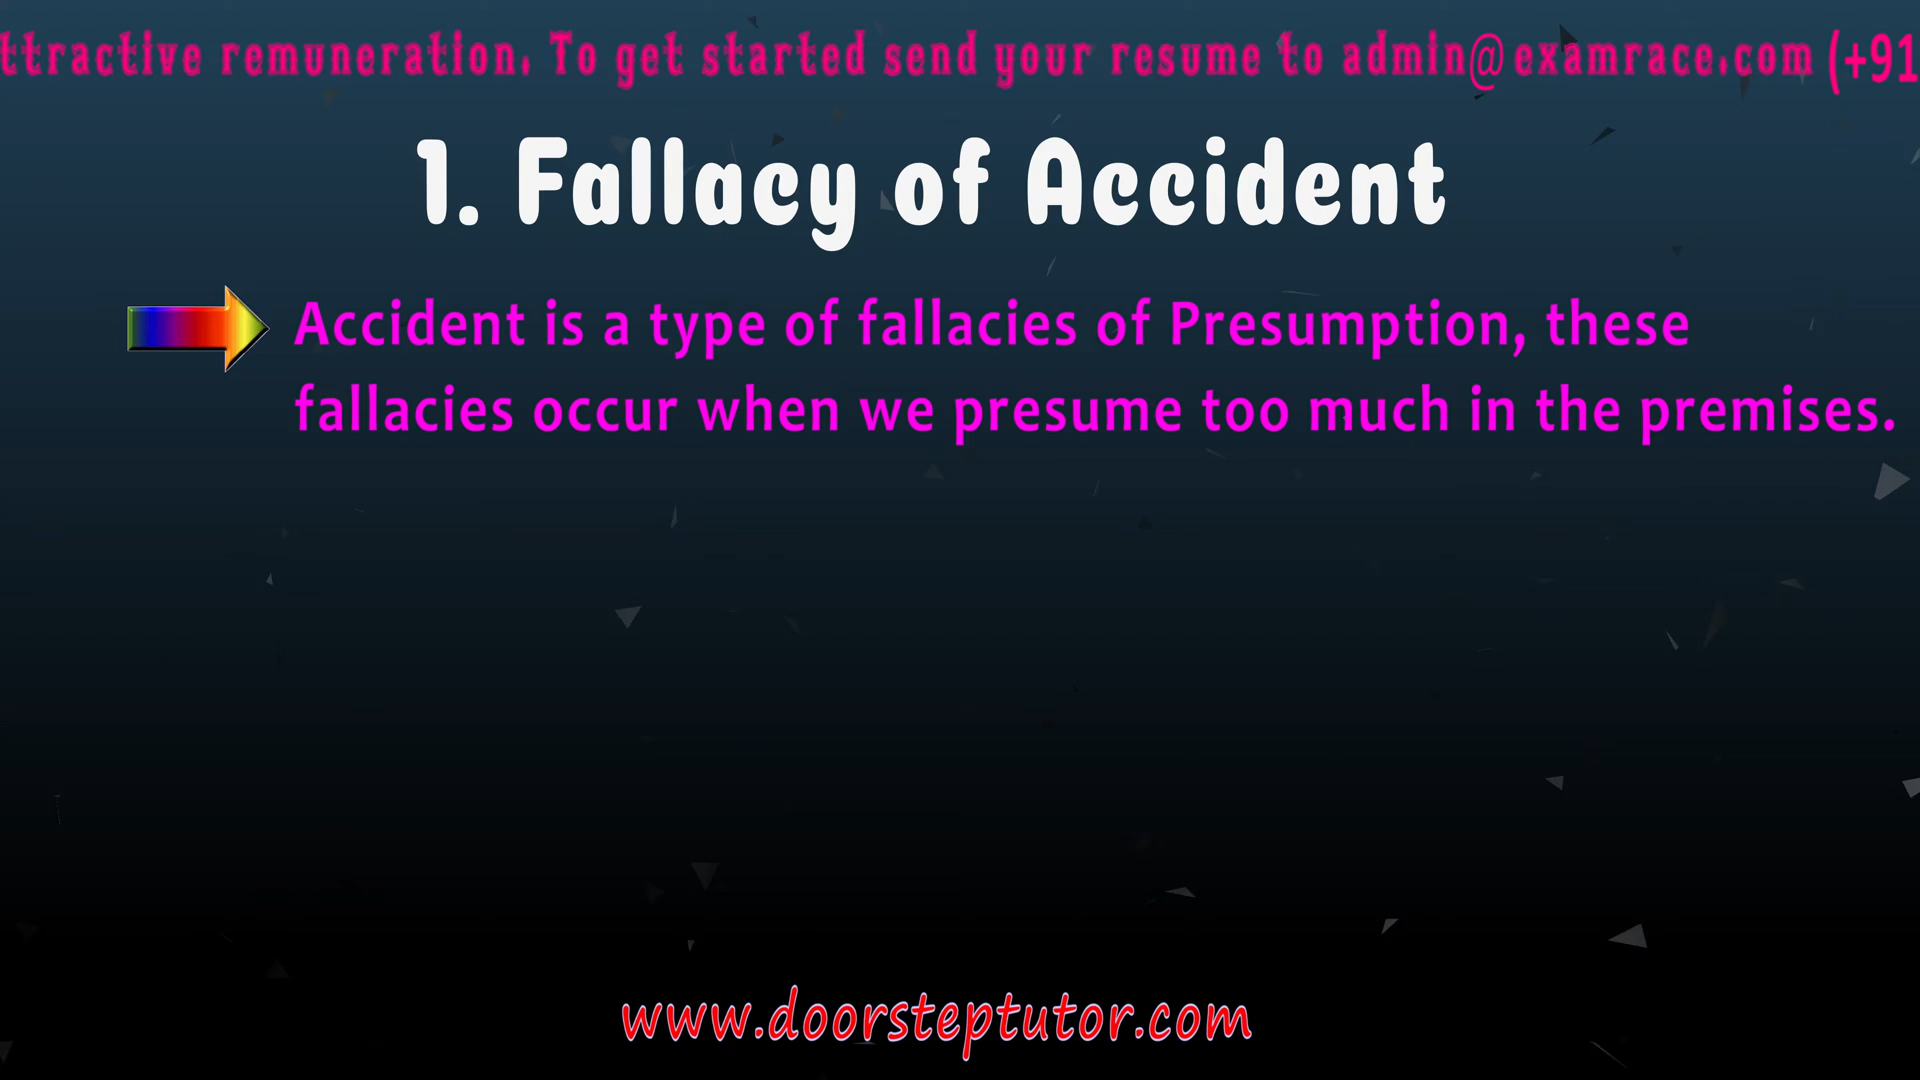 ttractive remuneration. To get started send your resume to admin@examrace.com (+91
1. Fallacy of Accident
Accident is a type of fallacies of Presumption, these
fallacies occur when we presume too much in the premises.
www.doorsteptutor.com